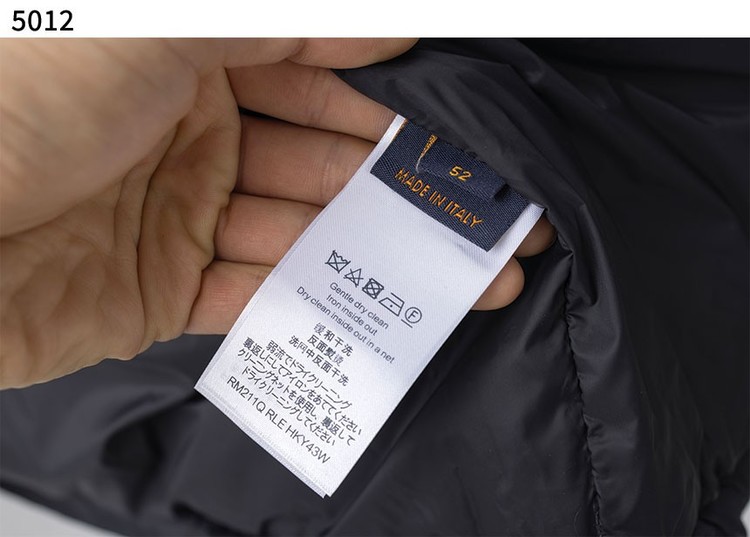 5012
52
MADE IN ITALY
Gentle dry clean
Iron inside out
Dry clean inside out in a net
缓和干洗
反面熨烫
洗网中反面干洗
弱流でドライクリーニング
裏返しにしてアイロンをあててください
クリーニングネットを使用し、裏返して
ドライクリーニングしてください
RM211Q RLE HKY43W